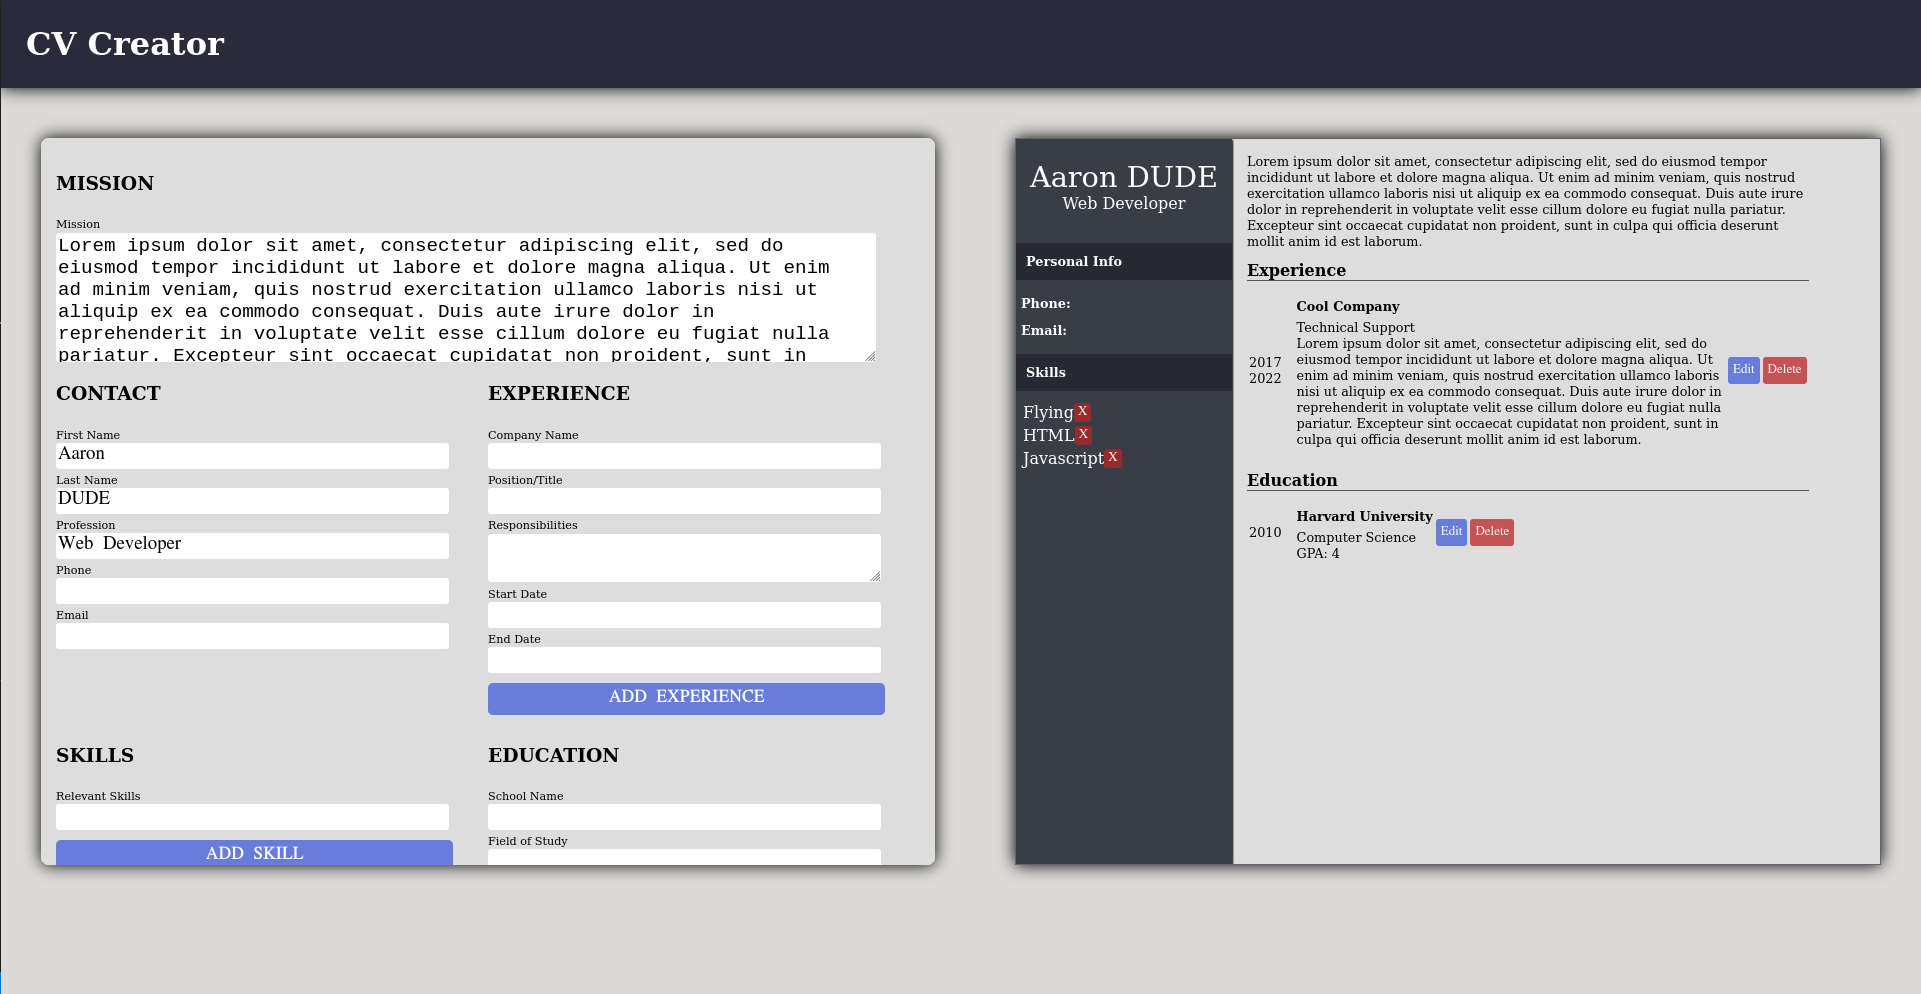 CV Creator
MISSION
Mission
Lorem ipsum dolor sit amet, consectetur adipiscing elit, sed do
eiusmod tempor incididunt ut labore et dolore magna aliqua. Ut enim
ad minim veniam, quis nostrud exercitation ullamco laboris nisi ut
aliquip ex ea commodo consequat. Duis aute irure dolor in
reprehenderit in voluptate velit esse cillum dolore eu fugiat nulla
pariatur. Excepteur sint occaecat cupidatat non proident, sunt in
CONTACT
First Name
Aaron
Last Name
DUDE
Profession
Web Developer
Phone
Email
EXPERIENCE
Company Name
Position/Title
Responsibilities
Start Date
End Date
ADD EXPERIENCE
SKILLS
Relevant Skills
ADD SKILL
EDUCATION
School Name
Field of Study
Aaron DUDE
Web Developer
Personal Info
Phone:
Email:
Skills
Flying X
HTML X
Javascript X
Lorem ipsum dolor sit amet, consectetur adipiscing elit, sed do eiusmod tempor
incididunt ut labore et dolore magna aliqua. Ut enim ad minim veniam, quis nostrud
exercitation ullamco laboris nisi ut aliquip ex ea commodo consequat. Duis aute irure
dolor in reprehenderit in voluptate velit esse cillum dolore eu fugiat nulla pariatur.
Excepteur sint occaecat cupidatat non proident, sunt in culpa qui officia deserunt
mollit anim id est laborum.
Experience
2017
2022
Cool Company
Technical Support
Lorem ipsum dolor sit amet, consectetur adipiscing elit, sed do
eiusmod tempor incididunt ut labore et dolore magna aliqua. Ut
enim ad minim veniam, quis nostrud exercitation ullamco laboris
nisi ut aliquip ex ea commodo consequat. Duis aute irure dolor in
reprehenderit in voluptate velit esse cillum dolore eu fugiat nulla
pariatur. Excepteur sint occaecat cupidatat non proident, sunt in
culpa qui officia deserunt mollit anim id est laborum.
Edit Delete
Education
2010
Harvard University
Computer Science
GPA: 4
Edit Delete